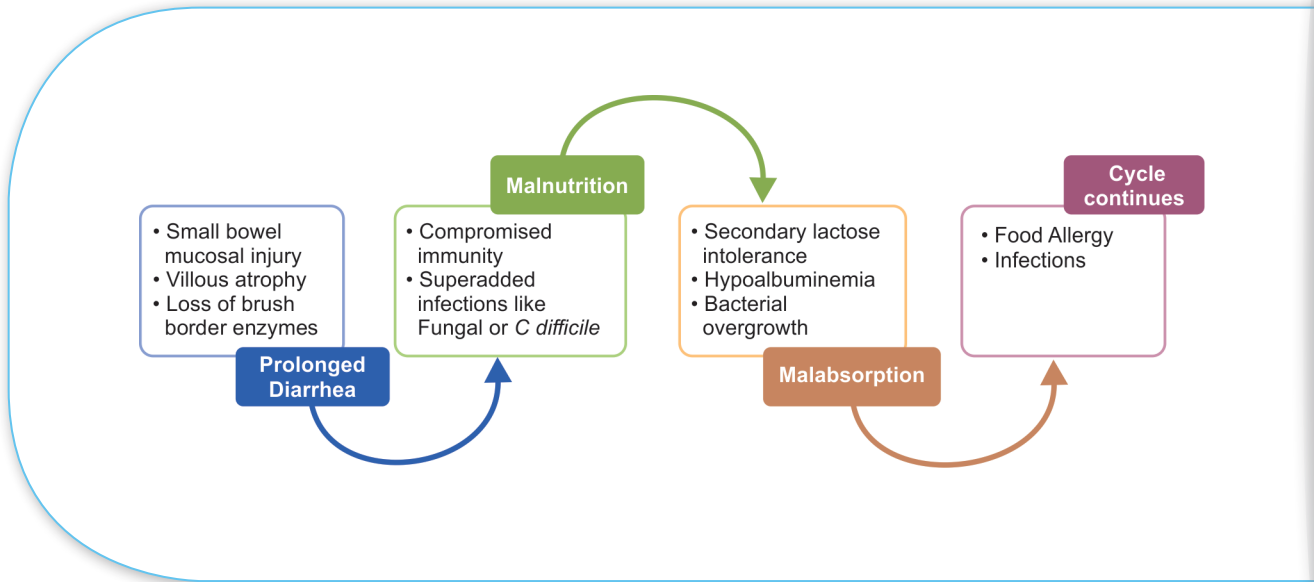 • Small bowel
mucosal injury
• Villous atrophy
• Loss of brush
border enzymes
Prolonged
Diarrhea
Malnutrition
• Compromised
immunity
• Superadded
infections like
Fungal or C difficile
• Secondary lactose
intolerance
• Hypoalbuminemia
• Bacterial
overgrowth
Malabsorption
Cycle
continues
• Food Allergy
• Infections